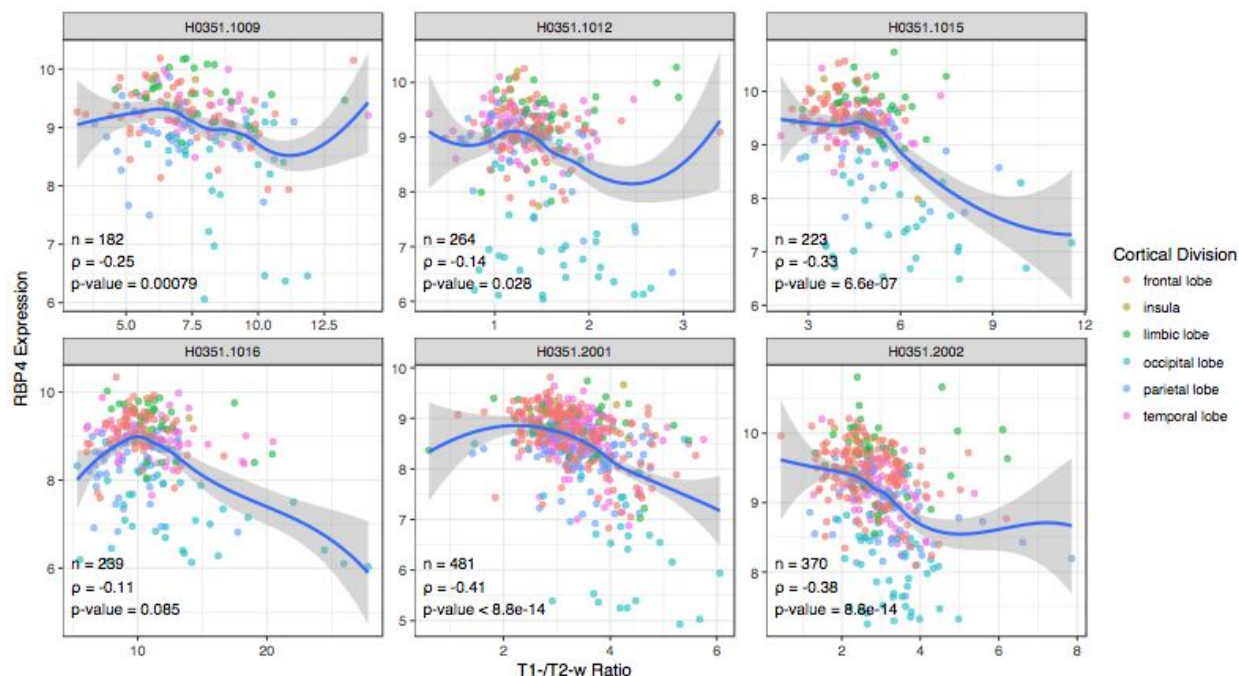 H0351.1009
H0351.1012
H0351.1015
10
9
8
7
6
n = 182
ρ = -0.25
p-value = 0.00079
5.0
7.5
10.0
12.5
10
9
8
7
6
n = 264
ρ = -0.14
p-value = 0.028
1
2
3
10
9
8
7
6
n = 223
ρ = -0.33
p-value = 6.6e-07
3
6
9
12
RBP4 Expression
H0351.1016
H0351.2001
H0351.2002
10
8
6
n = 239
ρ = -0.11
p-value = 0.085
10
20
10
9
8
7
6
5
n = 481
ρ = -0.41
p-value < 8.8e-14
2
4
6
10
9
8
n = 370
ρ = -0.38
p-value = 8.8e-14
2
4
6
8
T1-/T2-w Ratio
Cortical Division
frontal lobe
insula
limbic lobe
occipital lobe
parietal lobe
temporal lobe